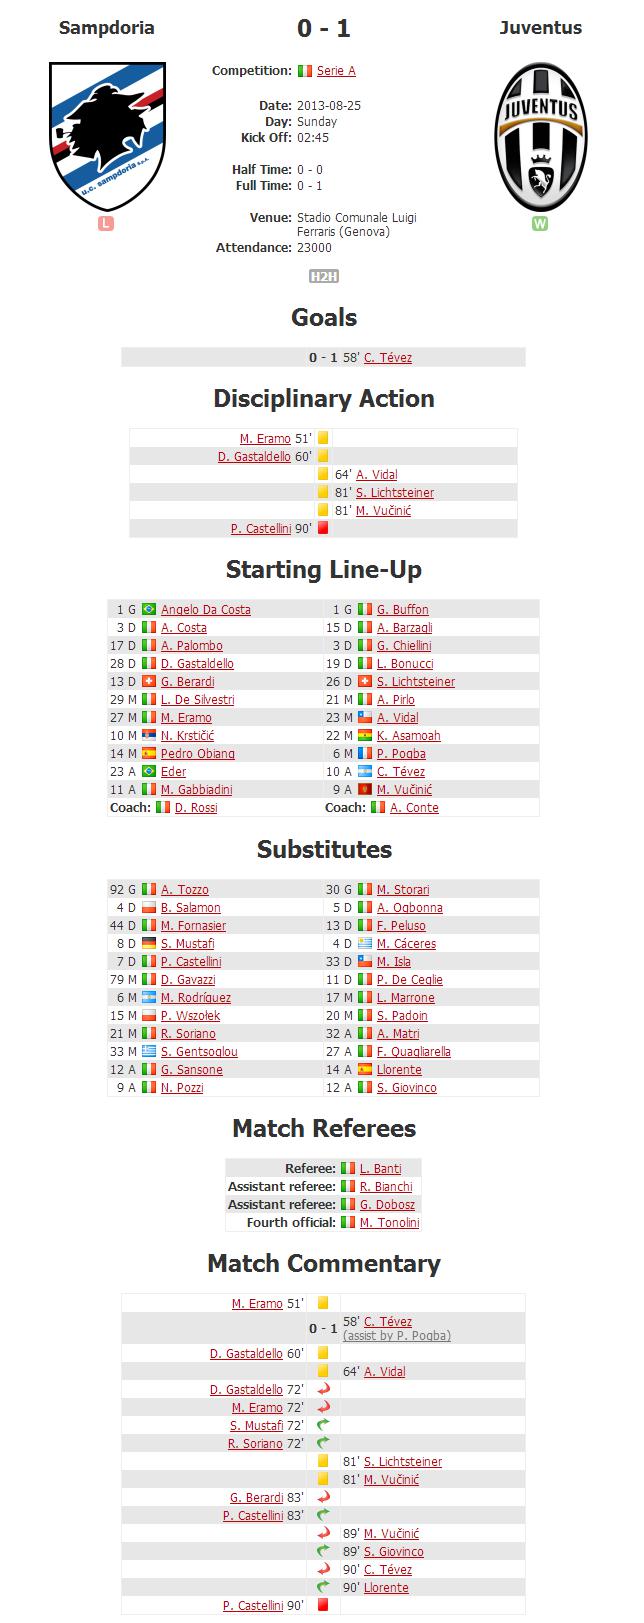 Sampdoria
0 - 1
Juventus
u.c. sampdoria s.p.A.
JUVENTUS
L
W
Competition: Serie A
Date: 2013-08-25
Day: Sunday
Kick Off: 02:45
Half Time: 0 - 0
Full Time: 0 - 1
Venue: Stadio Comunale Luigi
Ferraris (Genova)
Attendance: 23000
H2H
Goals
0 - 1 58' C. Tévez
Disciplinary Action
M. Eramo 51'
D. Gastaldello 60'
64' A. Vidal
81' S. Lichtsteiner
81' M. Vučinić
P. Castellini 90'
Starting Line-Up
1 G Angelo Da Costa 1 G G. Buffon
3 D A. Costa 15 D A. Barzagli
17 D A. Palombo 3 D G. Chiellini
28 D D. Gastaldello 19 D L. Bonucci
13 D G. Berardi 26 D S. Lichtsteiner
29 M L. De Silvestri 21 M A. Pirlo
27 M M. Eramo 23 M A. Vidal
10 M N. Krstičić 22 M K. Asamoah
14 M Pedro Obiang 6 M P. Pogba
23 A Eder 10 A C. Tévez
11 A M. Gabbiadini 9 A M. Vučinić
Coach: D. Rossi Coach: A. Conte
Substitutes
92 G A. Tozzo 30 G M. Storari
4 D B. Salamon 5 D A. Ogbonna
44 D M. Fornasier 13 D F. Peluso
8 D S. Mustafi 4 D M. Cáceres
7 D P. Castellini 33 D M. Isla
79 M D. Gavazzi 11 D P. De Ceglie
6 M M. Rodríguez 17 M L. Marrone
15 M P. Wszołek 20 M S. Padoin
21 M R. Soriano 32 A A. Matri
33 M S. Gentsoglou 27 A F. Quagliarella
12 A G. Sansone 14 A Llorente
9 A N. Pozzi 12 A S. Giovinco
Match Referees
Referee: L. Banti
Assistant referee: R. Bianchi
Assistant referee: G. Dobosz
Fourth official: M. Tonolini
Match Commentary
M. Eramo 51'
0 - 1 58' C. Tévez
(assist by P. Pogba)
D. Gastaldello 60'
64' A. Vidal
D. Gastaldello 72'
M. Eramo 72'
S. Mustafi 72'
R. Soriano 72'
81' S. Lichtsteiner
81' M. Vučinić
G. Berardi 83'
P. Castellini 83'
89' M. Vučinić
89' S. Giovinco
90' C. Tévez
90' Llorente
P. Castellini 90'